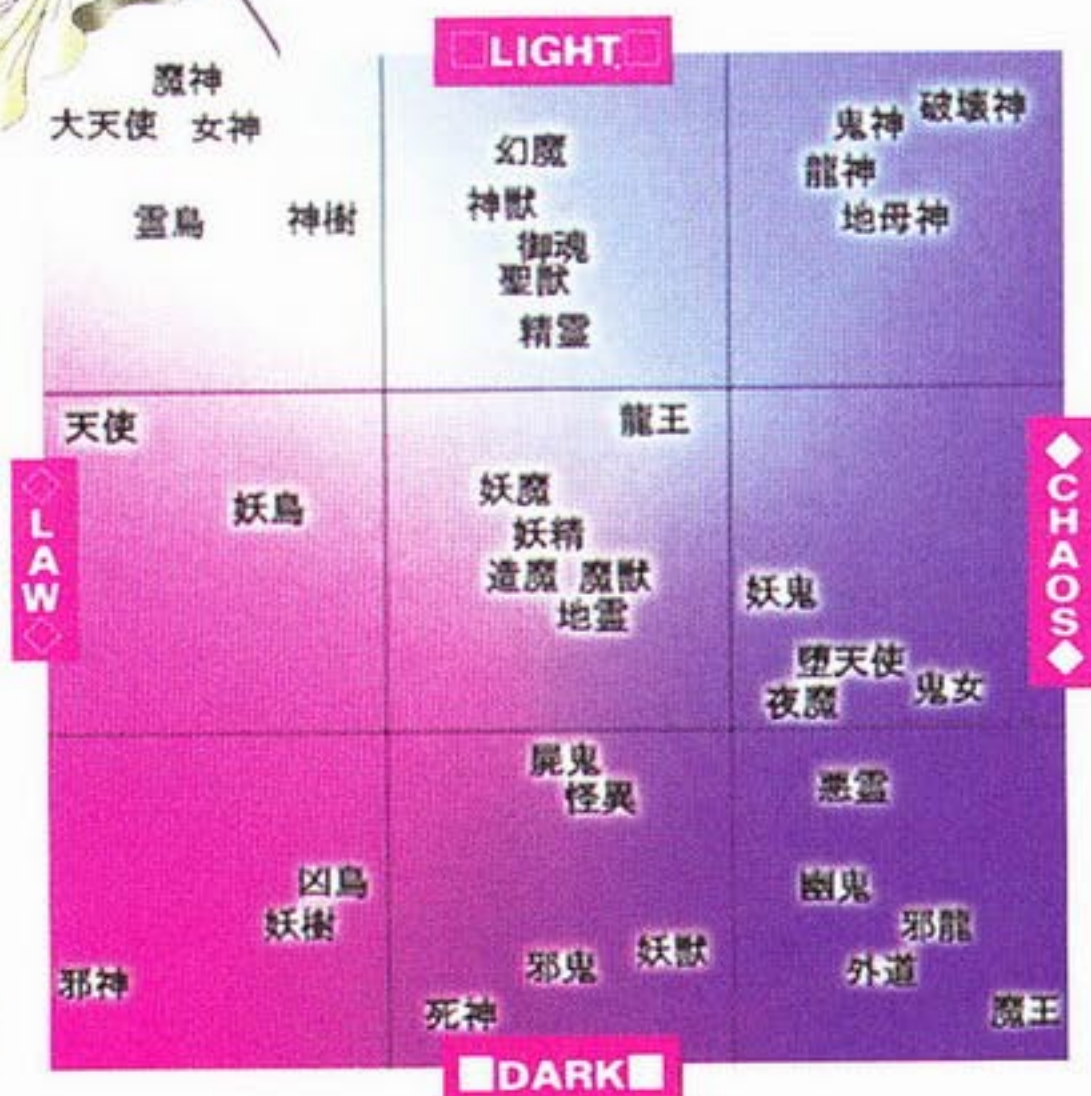 LIGHT
魔神
大天使 女神
霊鳥 神樹
幻魔
神獣
御魂
聖獣
精霊
鬼神 破壊神
龍神
地母神
◇LAW◇
天使
妖鳥
龍王
妖魔
妖精
造魔 魔獣
地霊
妖鬼
堕天使
夜魔 鬼女
◆CHAOS◆
凶鳥
妖樹
邪神
屍鬼
怪異
邪鬼 妖獣
死神
悪霊
幽鬼
邪龍
外道
魔王
■DARK■